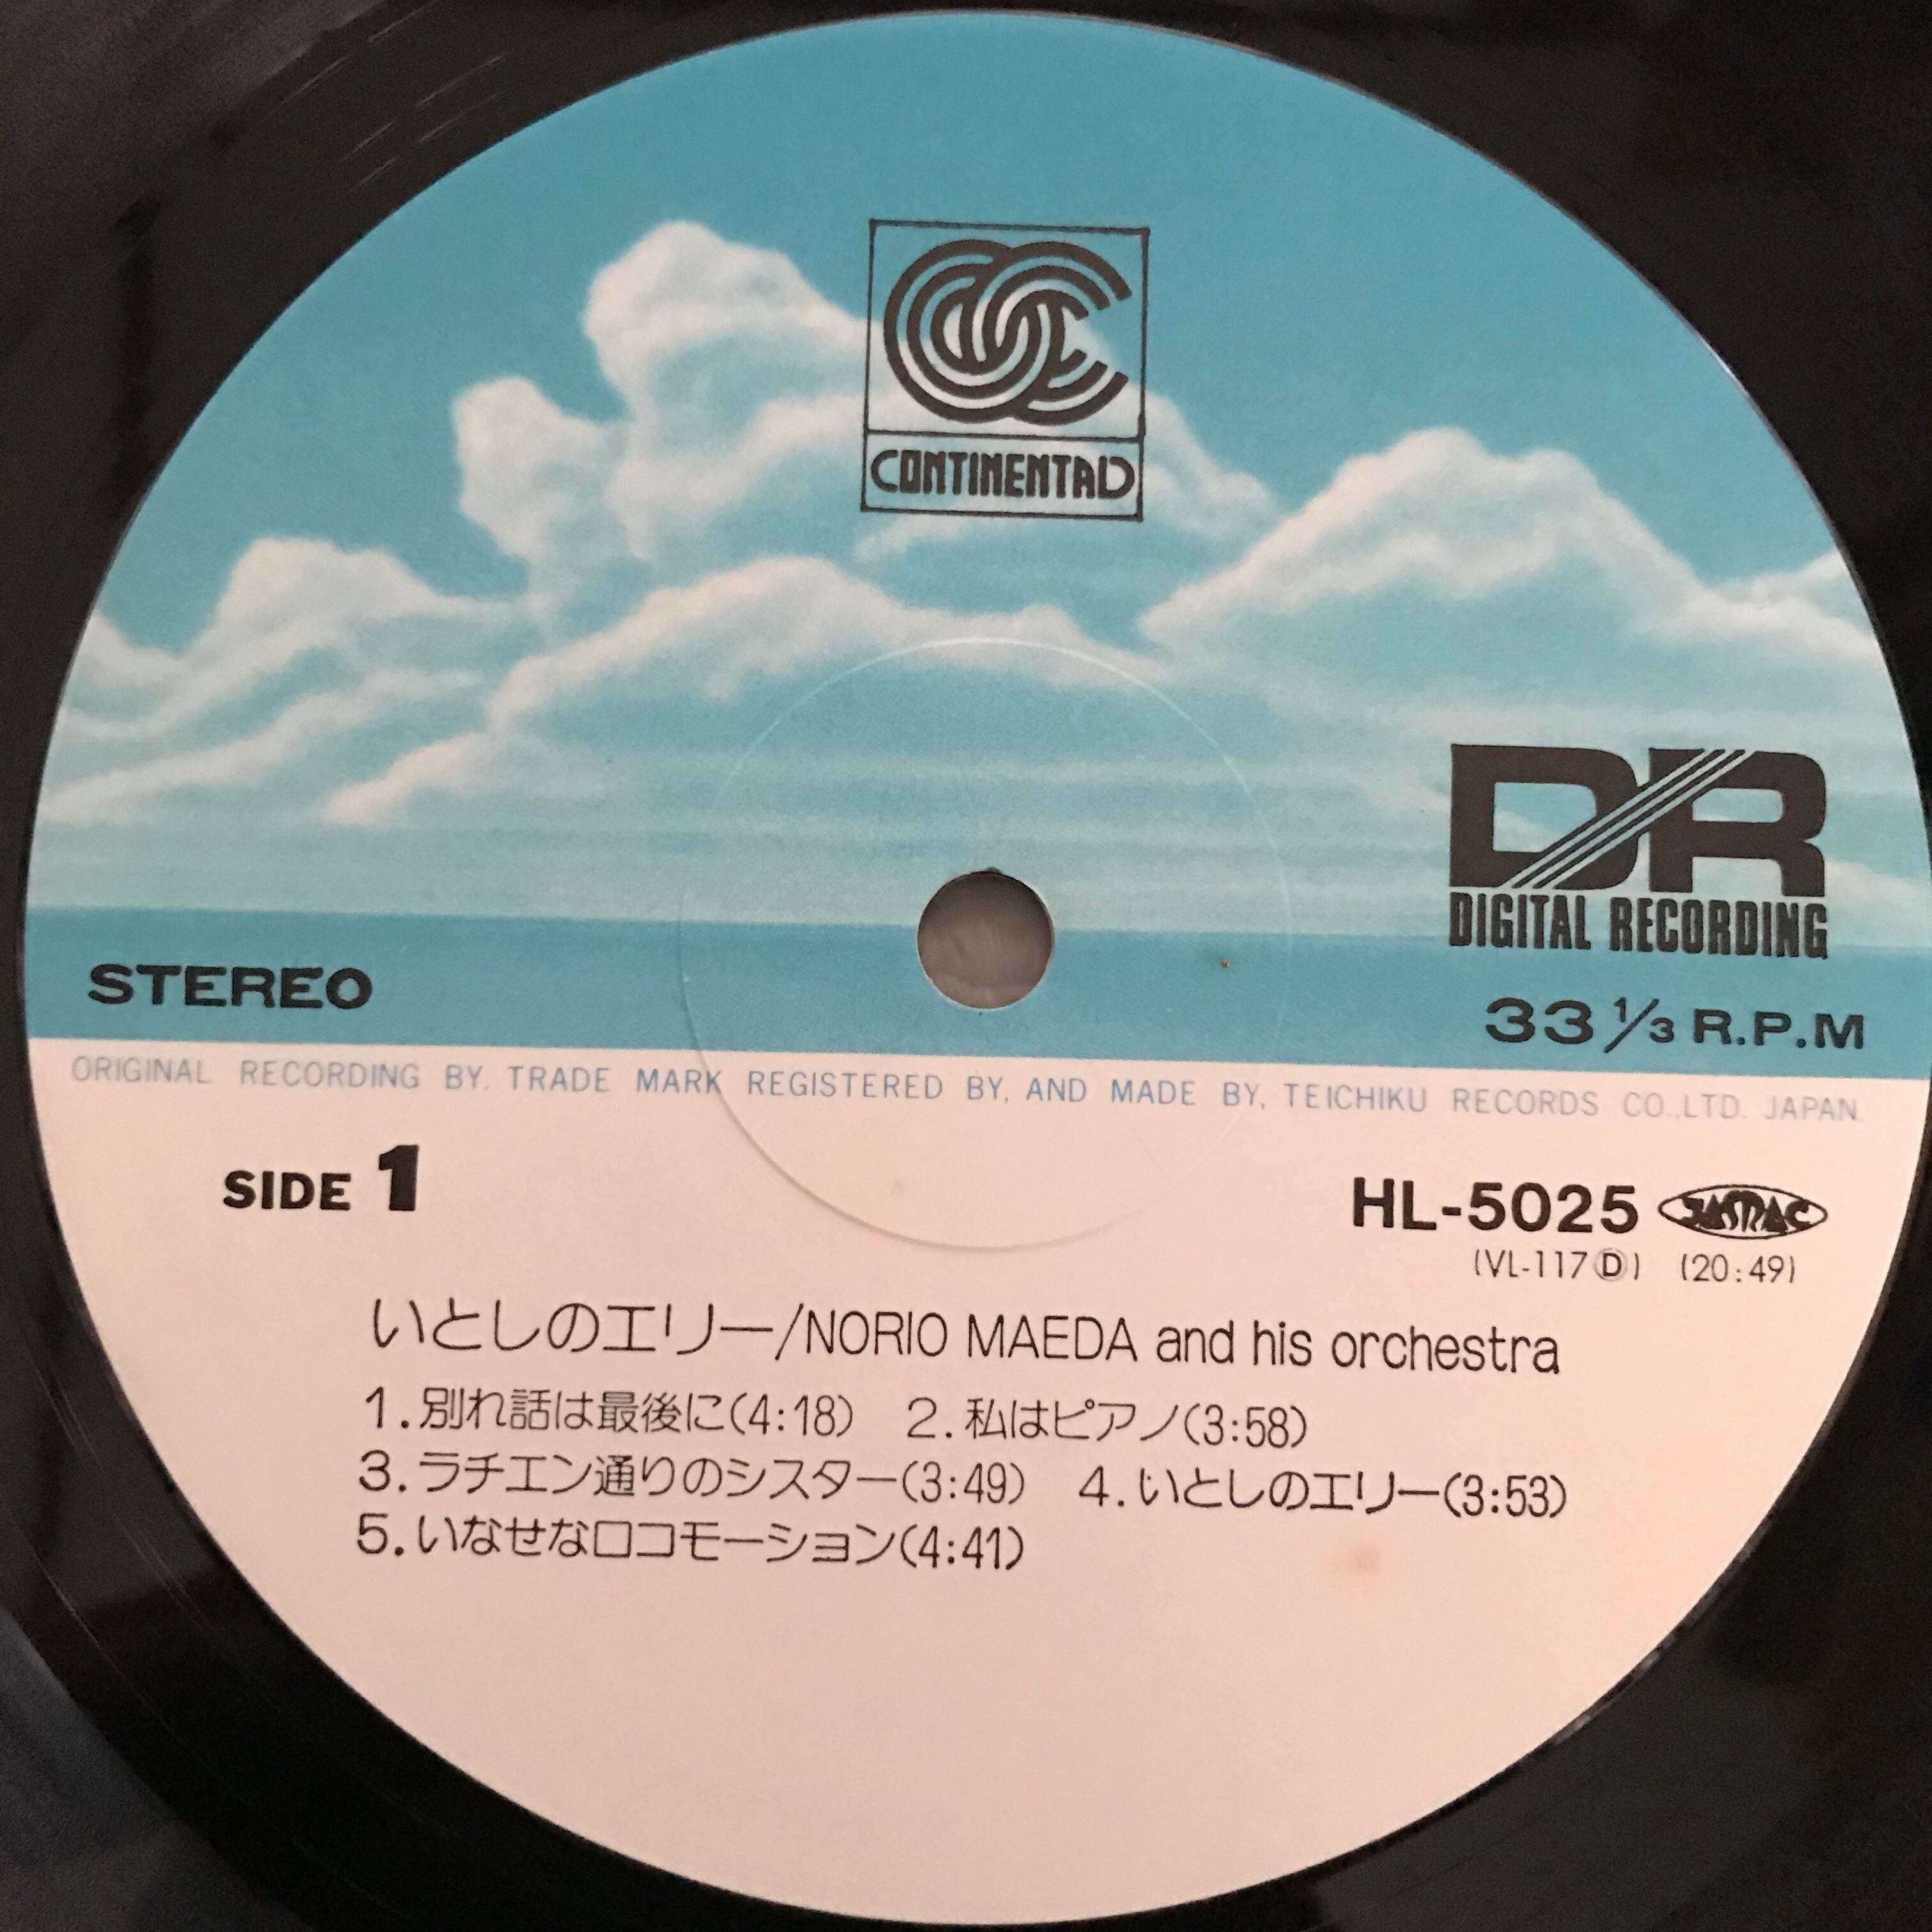 CONTINENTAL
DR
DIGITAL RECORDING
STEREO
33 1/3 R.P.M
ORIGINAL RECORDING BY, TRADE MARK REGISTERED BY, AND MADE BY, TEICHIKU RECORDS CO.,LTD. JAPAN.
SIDE 1
HL-5025 JASRAC
(VL-117Ⓓ) (20:49)
いとしのエリー/NORIO MAEDA and his orchestra
1.別れ話は最後に(4:18) 2.私はピアノ(3:58)
3.ラチエン通りのシスター(3:49) 4.いとしのエリー(3:53)
5.いなせなロコモーション(4:41)